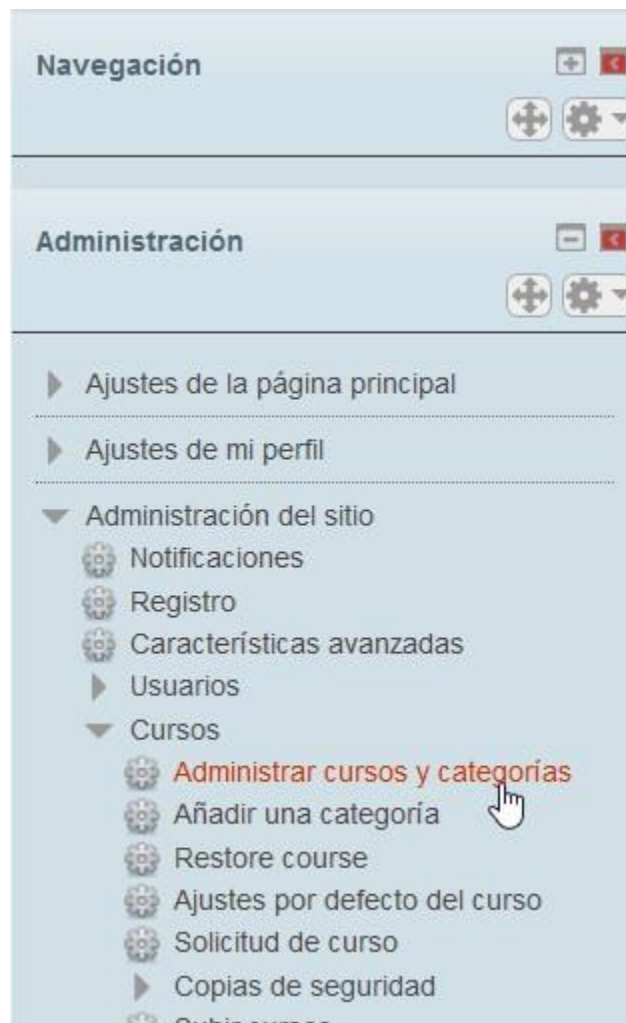 Navegación
Administración
Ajustes de la página principal
Ajustes de mi perfil
Administración del sitio
Notificaciones
Registro
Características avanzadas
Usuarios
Cursos
Administrar cursos y categorías
Añadir una categoría
Restore course
Ajustes por defecto del curso
Solicitud de curso
Copias de seguridad
Subir cursos